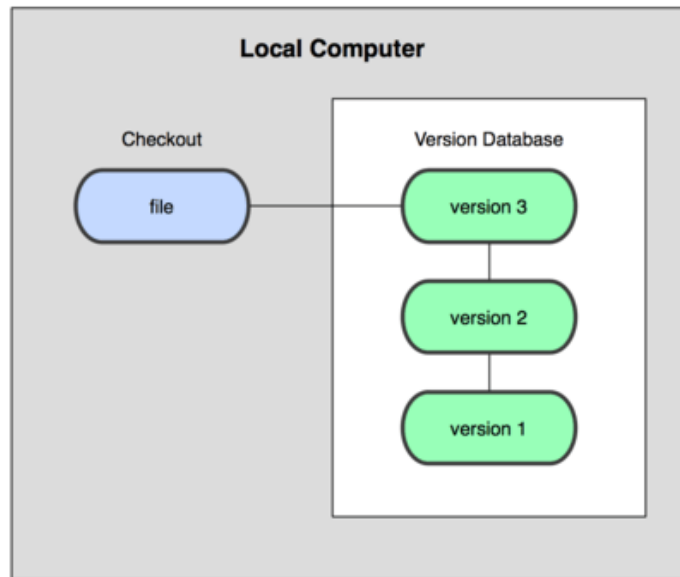 Local Computer
Checkout
Version Database
file
version 3
version 2
version 1